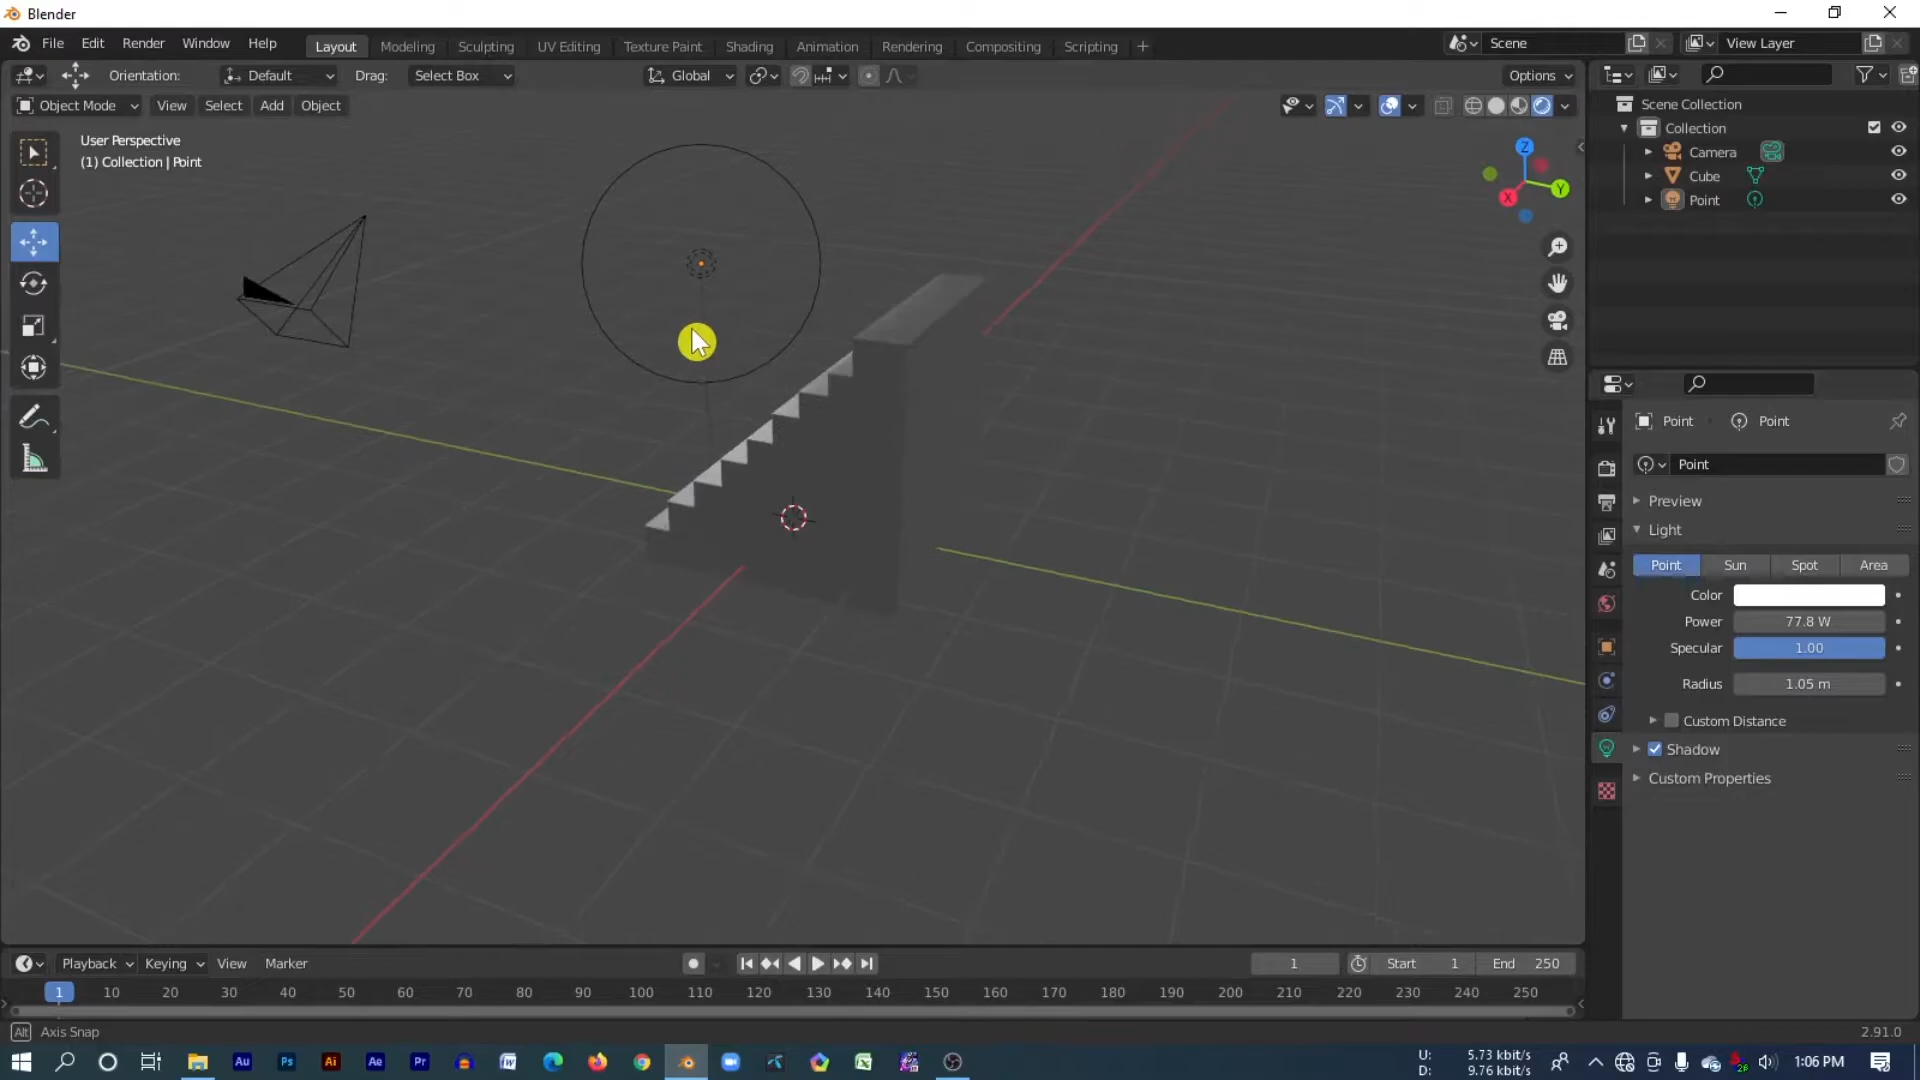 Blender
File Edit Render Window Help Layout Modeling Sculpting UV Editing Texture Paint Shading Animation Rendering Compositing Scripting + Scene View Layer
Orientation: Default Drag: Select Box Global Options
Object Mode View Select Add Object
User Perspective
(1) Collection | Point
Z
Y
X
Scene Collection
Collection
Camera
Cube
Point
Point Point
Point
Preview
Light
Point Sun Spot Area
Color
Power 77.8 W
Specular 1.00
Radius 1.05 m
Custom Distance
Shadow
Custom Properties
Playback Keying View Marker 1 Start 1 End 250
1 10 20 30 40 50 60 70 80 90 100 110 120 130 140 150 160 170 180 190 200 210 220 230 240 250
Alt Axis Snap 2.91.0
Au Ps Ai Ae Pr
U: 5.73 kbit/s
D: 9.76 kbit/s
1:06 PM